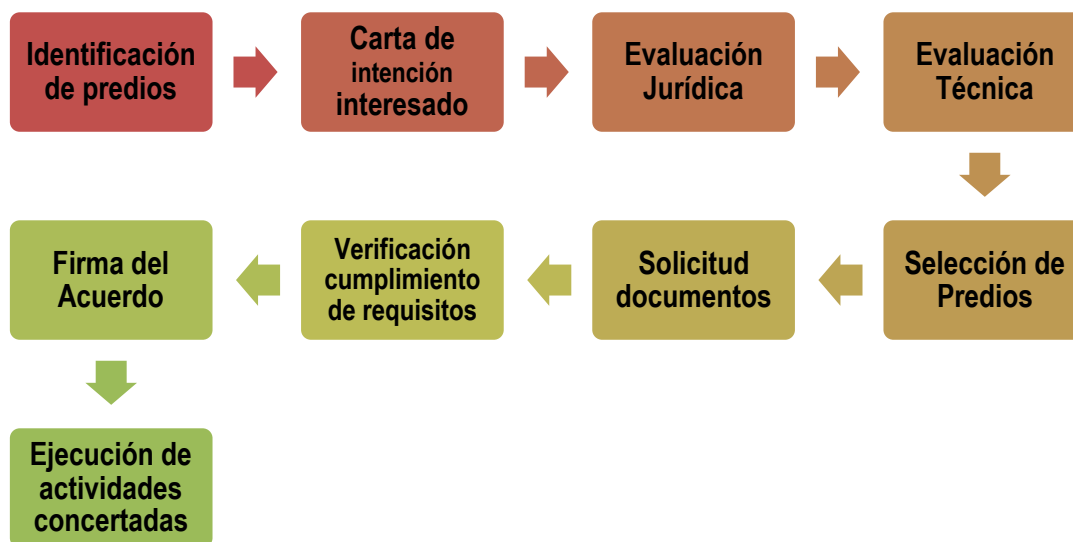 Identificación
de predios
Carta de
intención
interesado
Evaluación
Jurídica
Evaluación
Técnica
Selección de
Predios
Solicitud
documentos
Verificación
cumplimiento
de requisitos
Firma del
Acuerdo
Ejecución de
actividades
concertadas